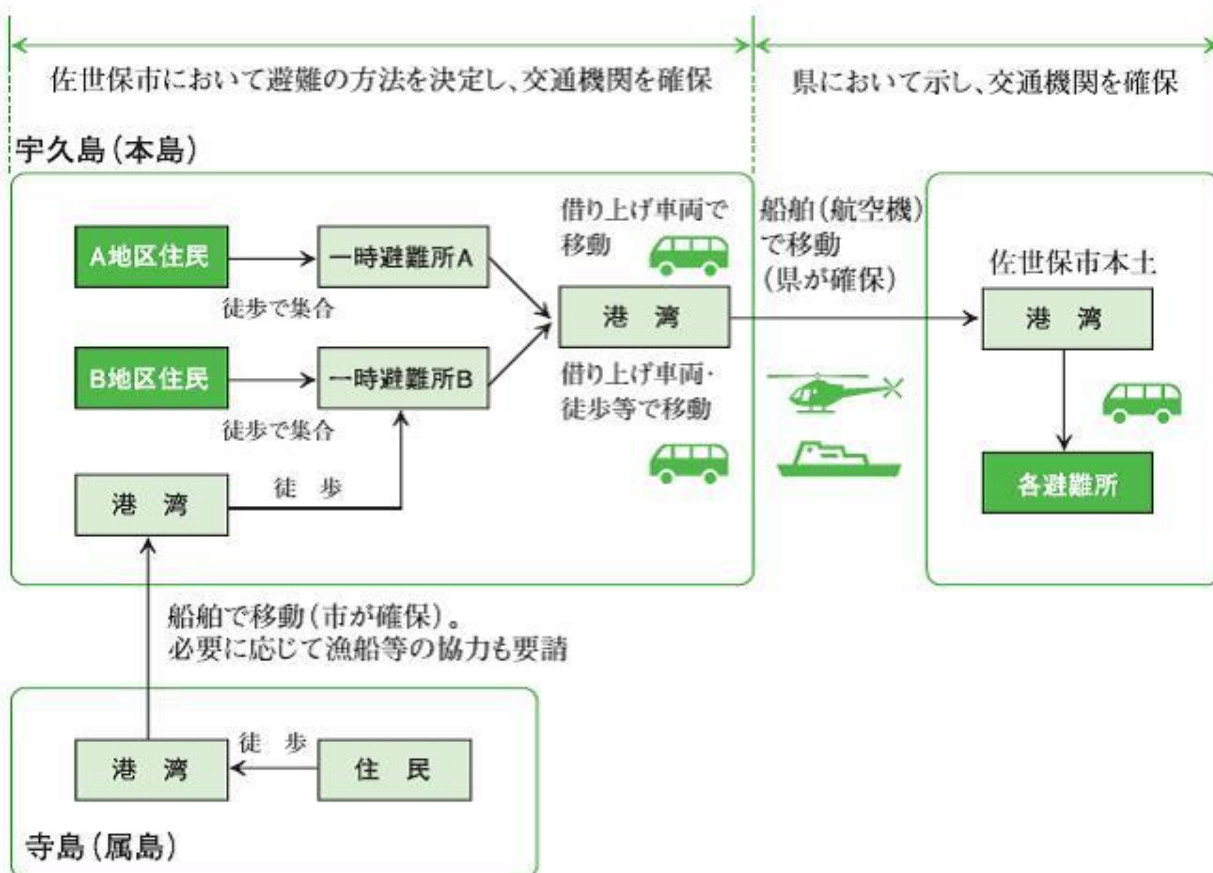 佐世保市において避難の方法を決定し、交通機関を確保
県において示し、交通機関を確保
宇久島(本島)
A地区住民
徒歩で集合
一時避難所A
借り上げ車両で
移動
港 湾
船舶(航空機)
で移動
(県が確保)
佐世保市本土
港 湾
B地区住民
徒歩で集合
一時避難所B
借り上げ車両・
徒歩等で移動
各避難所
港 湾
徒 歩
船舶で移動(市が確保)。
必要に応じて漁船等の協力も要請
港 湾
徒 歩
住 民
寺島(属島)